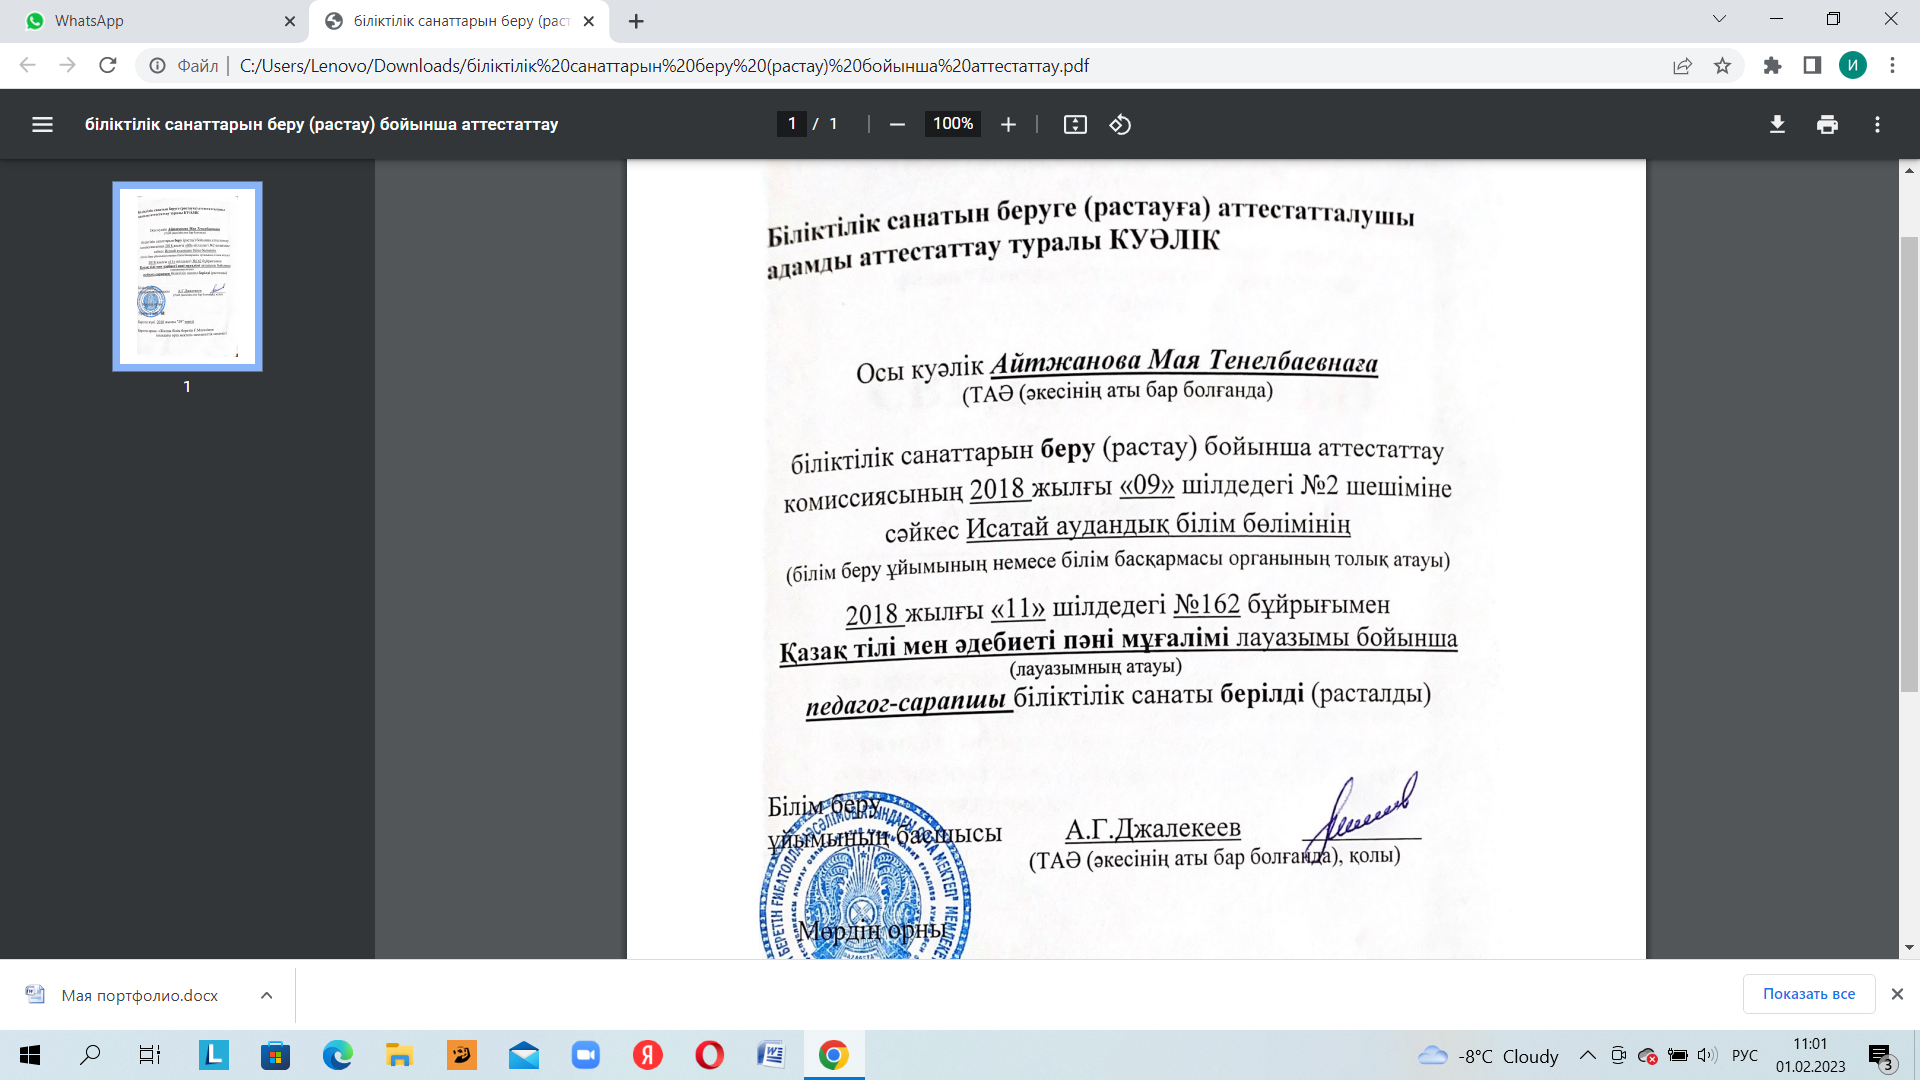 WhatsApp
біліктілік санаттарын беру (раст
Файл
C:/Users/Lenovo/Downloads/біліктілік%20санаттарын%20беру%20(растау)%20бойынша%20аттестаттау.pdf
И
біліктілік санаттарын беру (растау) бойынша аттестаттау
1 / 1
100%
1
Біліктілік санатын беруге (растауға) аттестатталушы
адамды аттестаттау туралы КУӘЛІК
Осы куәлік Айтжанова Мая Тенелбаевнаға
(ТАӘ (әкесінің аты бар болғанда)
біліктілік санаттарын беру (растау) бойынша аттестаттау
комиссиясының 2018 жылғы «09» шілдедегі №2 шешіміне
сәйкес Исатай аудандық білім бөлімінің
(білім беру ұйымының немесе білім басқармасы органының толық атауы)
2018 жылғы «11» шілдедегі №162 бұйрығымен
Қазақ тілі мен әдебиеті пәні мұғалімі лауазымы бойынша
(лауазымның атауы)
педагог-сарапшы біліктілік санаты берілді (расталды)
Білім беру
ұйымының басшысы
А.Г.Джалекеев
(ТАӘ (әкесінің аты бар болғанда), қолы)
Мөрдің орны
Мая портфолио.docx
Показать все
-8°C Cloudy
РУС
11:01
01.02.2023
3